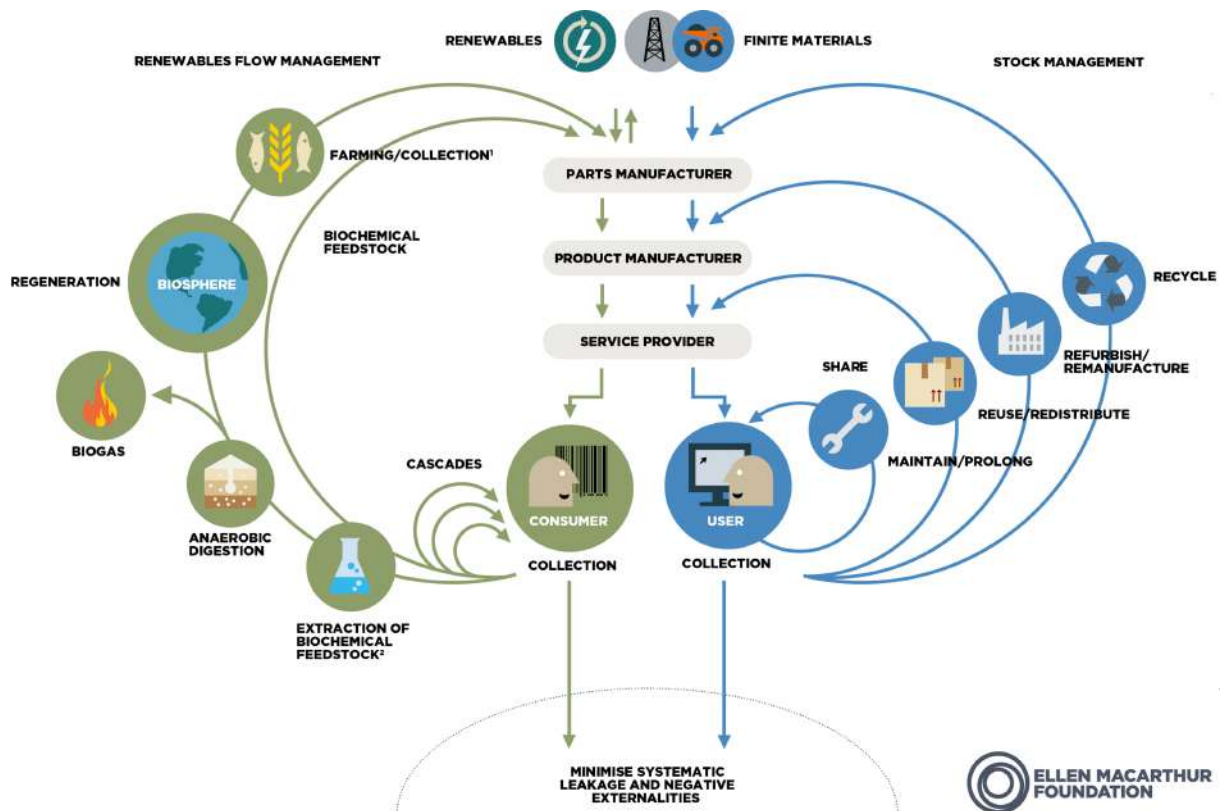 RENEWABLES
FINITE MATERIALS
RENEWABLES FLOW MANAGEMENT
STOCK MANAGEMENT
FARMING/COLLECTION¹
PARTS MANUFACTURER
BIOCHEMICAL
FEEDSTOCK
PRODUCT MANUFACTURER
REGENERATION
BIOSPHERE
RECYCLE
SERVICE PROVIDER
SHARE
REFURBISH/
REMANUFACTURE
REUSE/REDISTRIBUTE
BIOGAS
CASCADES
MAINTAIN/PROLONG
CONSUMER
USER
ANAEROBIC
DIGESTION
COLLECTION
COLLECTION
EXTRACTION OF
BIOCHEMICAL
FEEDSTOCK²
MINIMISE SYSTEMATIC
LEAKAGE AND NEGATIVE
EXTERNALITIES
ELLEN MACARTHUR
FOUNDATION